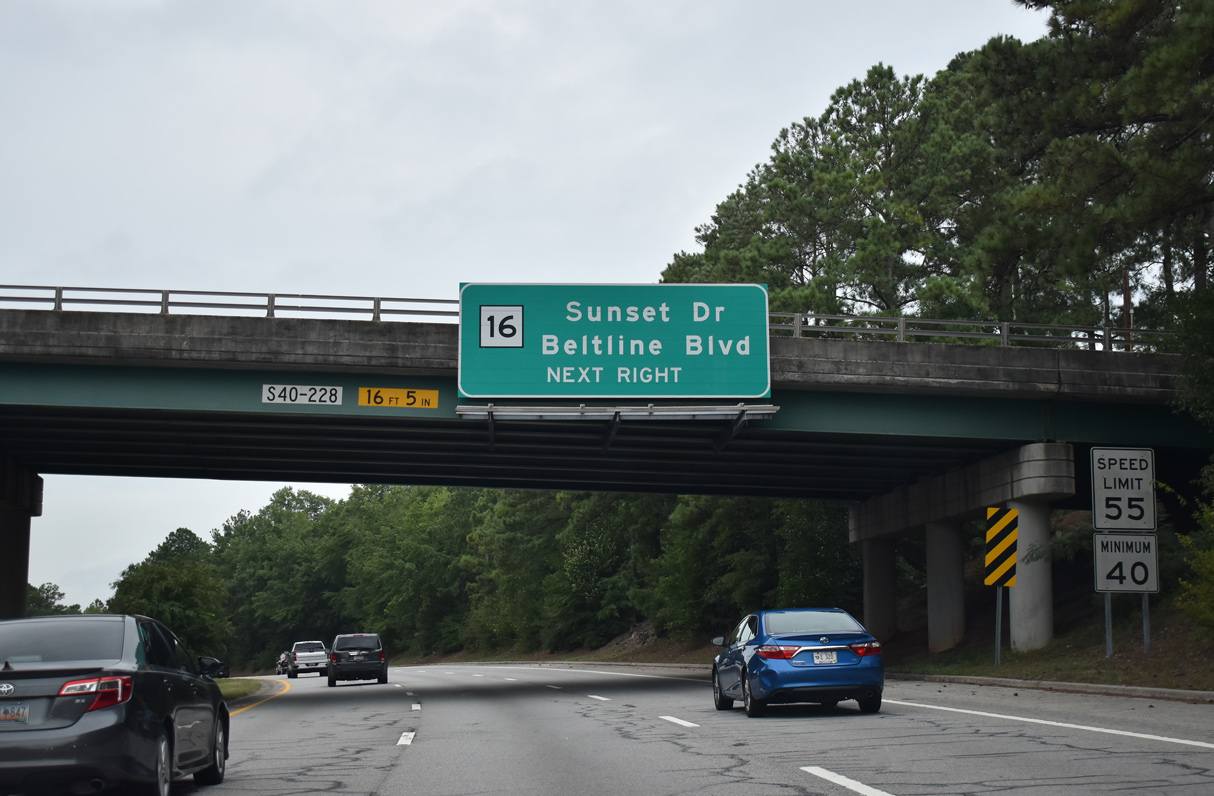 16
Sunset Dr
Beltline Blvd
NEXT RIGHT
S40-228
16 FT 5 IN
SPEED
LIMIT
55
MINIMUM
40